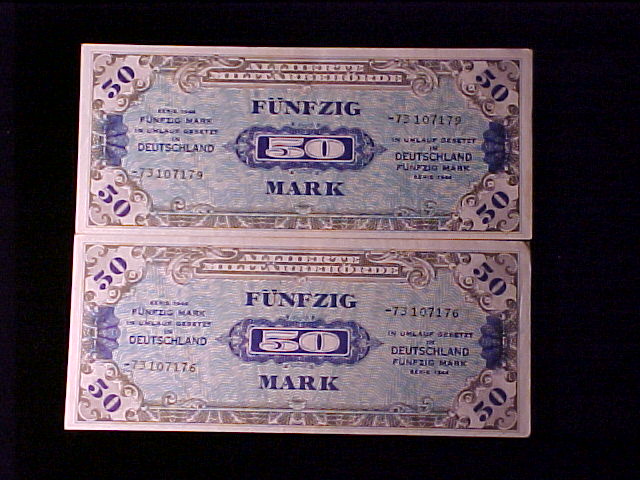 50
50
ALLIIERTE
MILITÄRBEHÖRDE
FÜNFZIG
SERIE 1944
FÜNFZIG MARK
IN UMLAUF GESETZT
IN
DEUTSCHLAND
-73107179
50
-73107179
IN UMLAUF GESETZT
IN
DEUTSCHLAND
FÜNFZIG MARK
SERIE 1944
MARK
50
50
50
50
FÜNFZIG
SERIE 1944
FÜNFZIG MARK
IN UMLAUF GESETZT
IN
DEUTSCHLAND
-73107176
50
-73107176
IN UMLAUF GESETZT
IN
DEUTSCHLAND
FÜNFZIG MARK
SERIE 1944
MARK
50
50